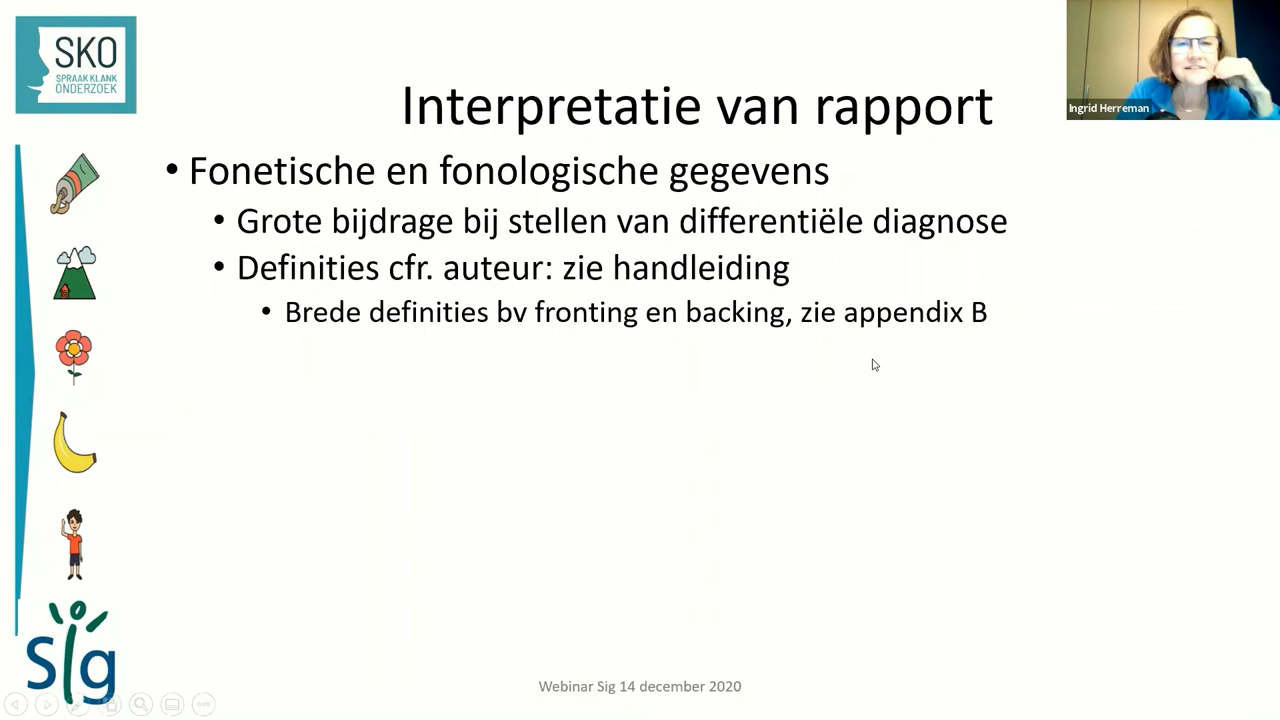 SKO
SPRAAK KLANK
ONDERZOEK
Ingrid Herreman
Interpretatie van rapport
• Fonetische en fonologische gegevens
• Grote bijdrage bij stellen van differentiële diagnose
• Definities cfr. auteur: zie handleiding
• Brede definities bv fronting en backing, zie appendix B
sig
Webinar Sig 14 december 2020